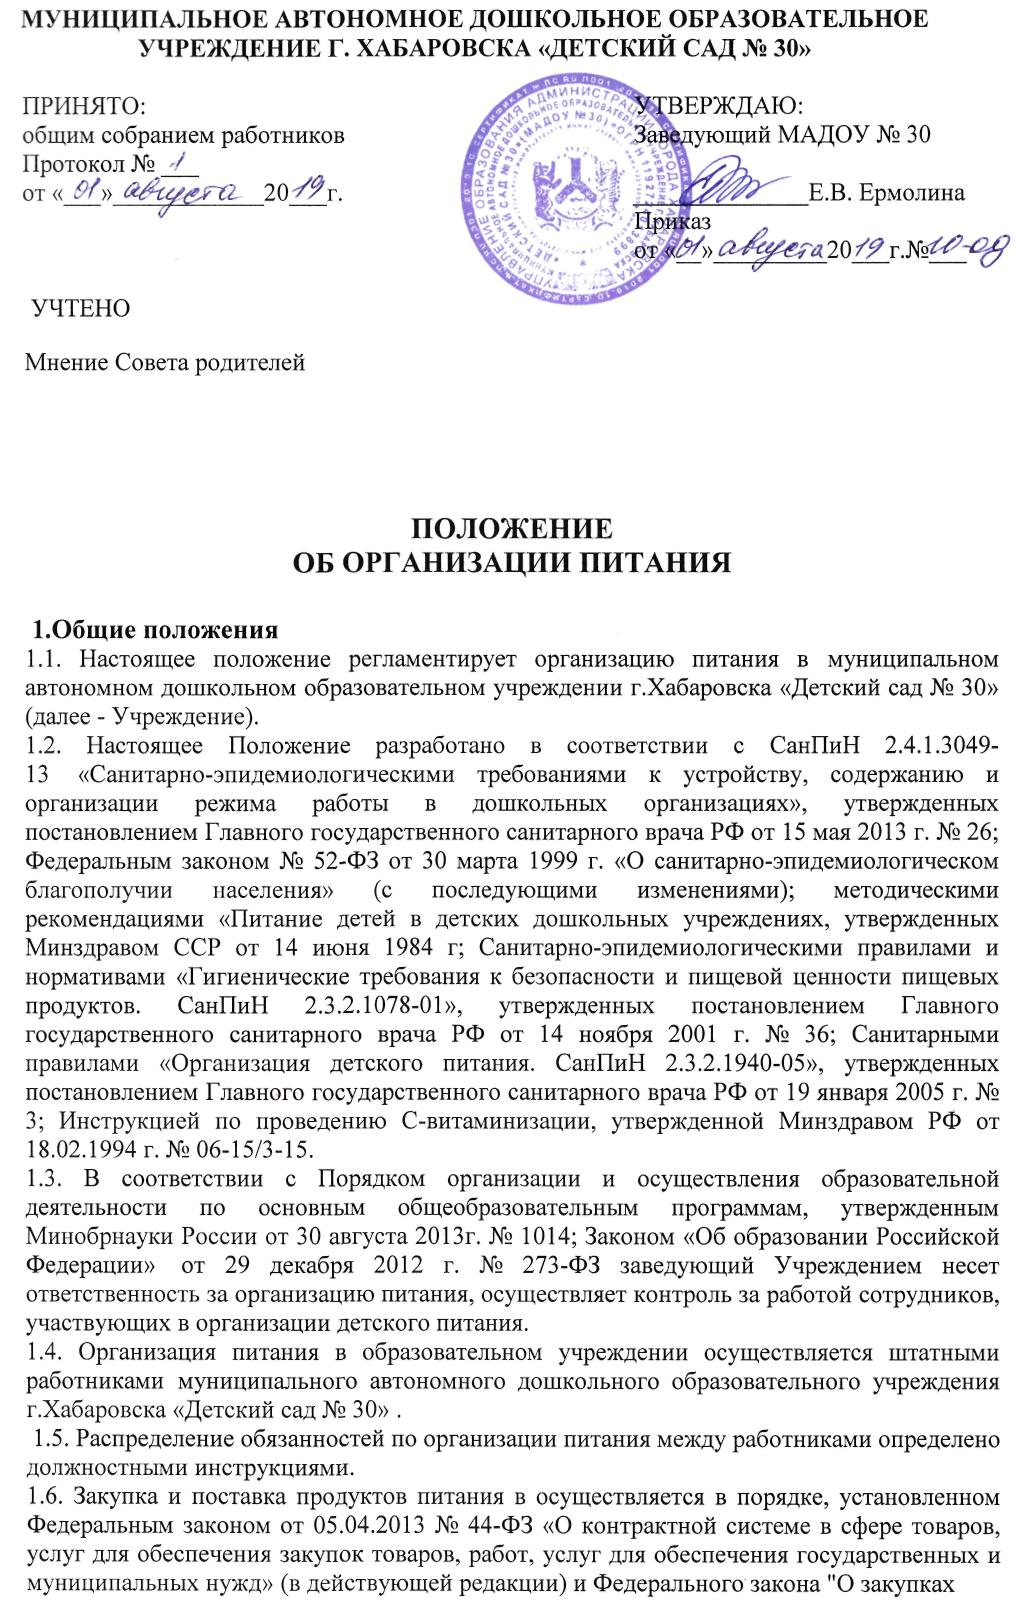 МУНИЦИПАЛЬНОЕ АВТОНОМНОЕ ДОШКОЛЬНОЕ ОБРАЗОВАТЕЛЬНОЕ
УЧРЕЖДЕНИЕ Г. ХАБАРОВСКА «ДЕТСКИЙ САД № 30»
ПРИНЯТО:
общим собранием работников
Протокол № 1
от «01» августа 2019г.
УТВЕРЖДАЮ:
Заведующий МАДОУ № 30
Е.В. Ермолина
Приказ
от «01» августа 2019г.№10-од
УЧТЕНО
Мнение Совета родителей
ПОЛОЖЕНИЕ
ОБ ОРГАНИЗАЦИИ ПИТАНИЯ
1.Общие положения
1.1. Настоящее положение регламентирует организацию питания в муниципальном
автономном дошкольном образовательном учреждении г.Хабаровска «Детский сад № 30»
(далее - Учреждение).
1.2. Настоящее Положение разработано в соответствии с СанПиН 2.4.1.3049-
13 «Санитарно-эпидемиологическими требованиями к устройству, содержанию и
организации режима работы в дошкольных организациях», утвержденных
постановлением Главного государственного санитарного врача РФ от 15 мая 2013 г. № 26;
Федеральным законом № 52-ФЗ от 30 марта 1999 г. «О санитарно-эпидемиологическом
благополучии населения» (с последующими изменениями); методическими
рекомендациями «Питание детей в детских дошкольных учреждениях, утвержденных
Минздравом ССР от 14 июня 1984 г; Санитарно-эпидемиологическими правилами и
нормативами «Гигиенические требования к безопасности и пищевой ценности пищевых
продуктов. СанПиН 2.3.2.1078-01», утвержденных постановлением Главного
государственного санитарного врача РФ от 14 ноября 2001 г. № 36; Санитарными
правилами «Организация детского питания. СанПиН 2.3.2.1940-05», утвержденных
постановлением Главного государственного санитарного врача РФ от 19 января 2005 г. №
3; Инструкцией по проведению С-витаминизации, утвержденной Минздравом РФ от
18.02.1994 г. № 06-15/3-15.
1.3. В соответствии с Порядком организации и осуществления образовательной
деятельности по основным общеобразовательным программам, утвержденным
Минобрнауки России от 30 августа 2013г. № 1014; Законом «Об образовании Российской
Федерации» от 29 декабря 2012 г. № 273-ФЗ заведующий Учреждением несет
ответственность за организацию питания, осуществляет контроль за работой сотрудников,
участвующих в организации детского питания.
1.4. Организация питания в образовательном учреждении осуществляется штатными
работниками муниципального автономного дошкольного образовательного учреждения
г.Хабаровска «Детский сад № 30» .
1.5. Распределение обязанностей по организации питания между работниками определено
должностными инструкциями.
1.6. Закупка и поставка продуктов питания в осуществляется в порядке, установленном
Федеральным законом от 05.04.2013 № 44-ФЗ «О контрактной системе в сфере товаров,
услуг для обеспечения закупок товаров, работ, услуг для обеспечения государственных и
муниципальных нужд» (в действующей редакции) и Федерального закона "О закупках